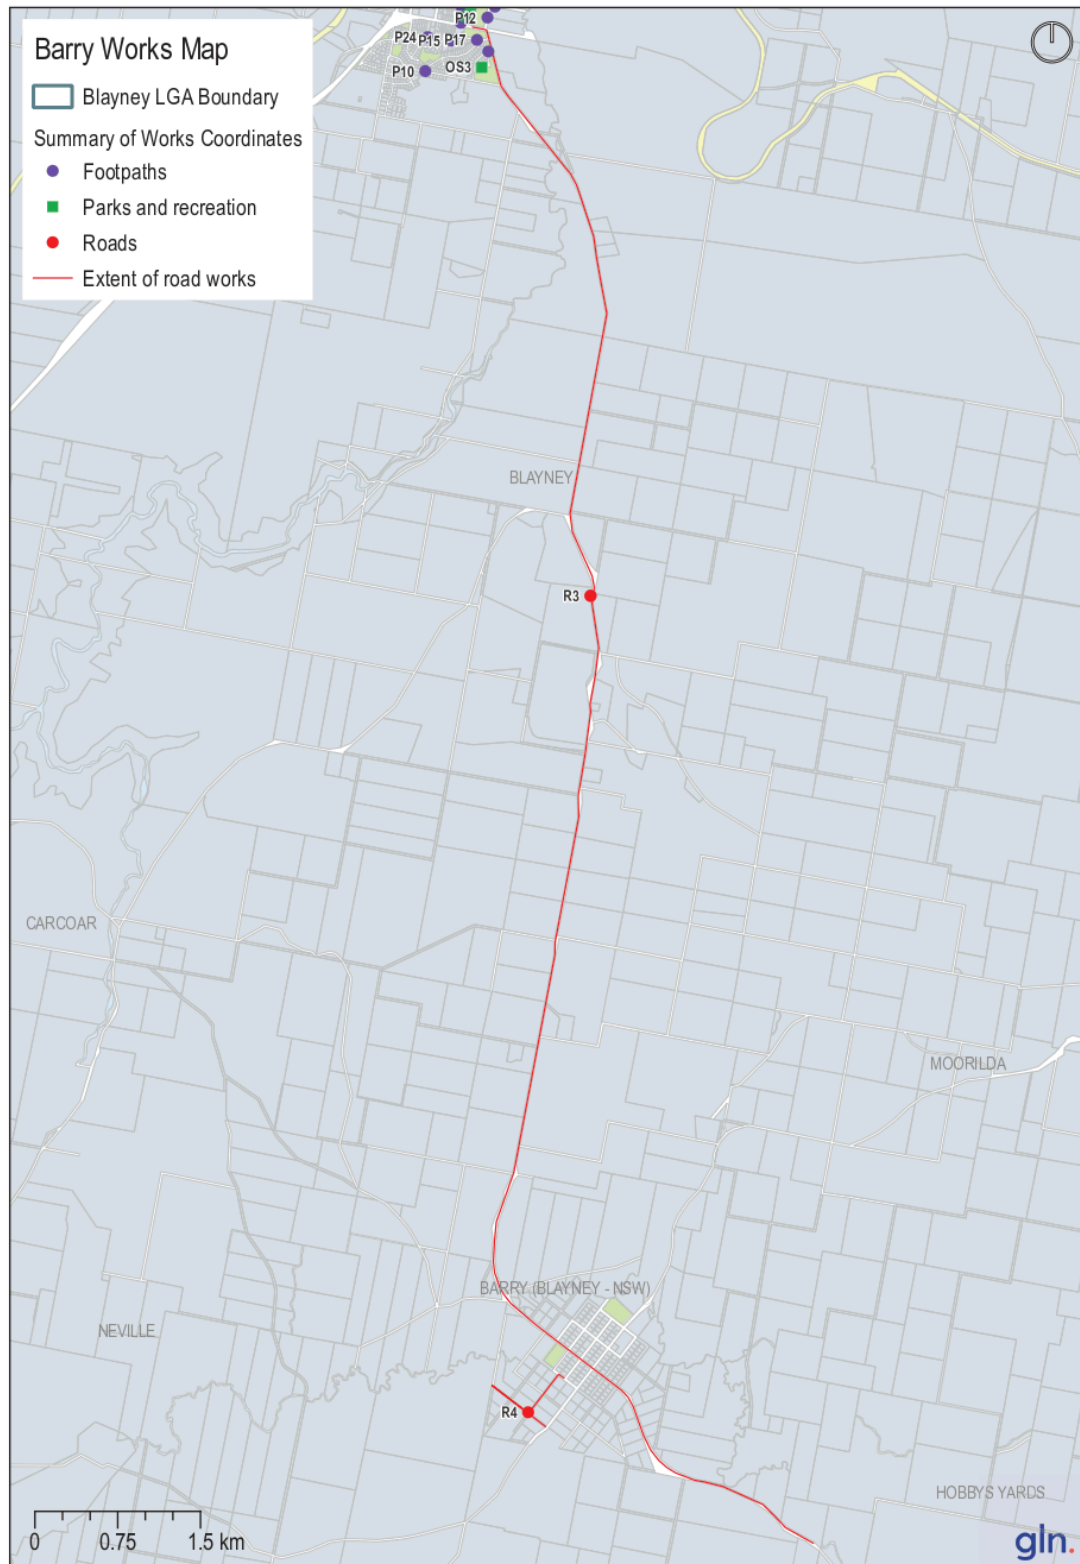 Barry Works Map
Blayney LGA Boundary
Summary of Works Coordinates
Footpaths
Parks and recreation
Roads
Extent of road works
P12
P24
P15
P17
P10
OS3
BLAYNEY
R3
CARCOAR
MOORILDA
BARRY (BLAYNEY - NSW)
NEVILLE
R4
HOBBYS YARDS
0 0.75 1.5 km
gln.